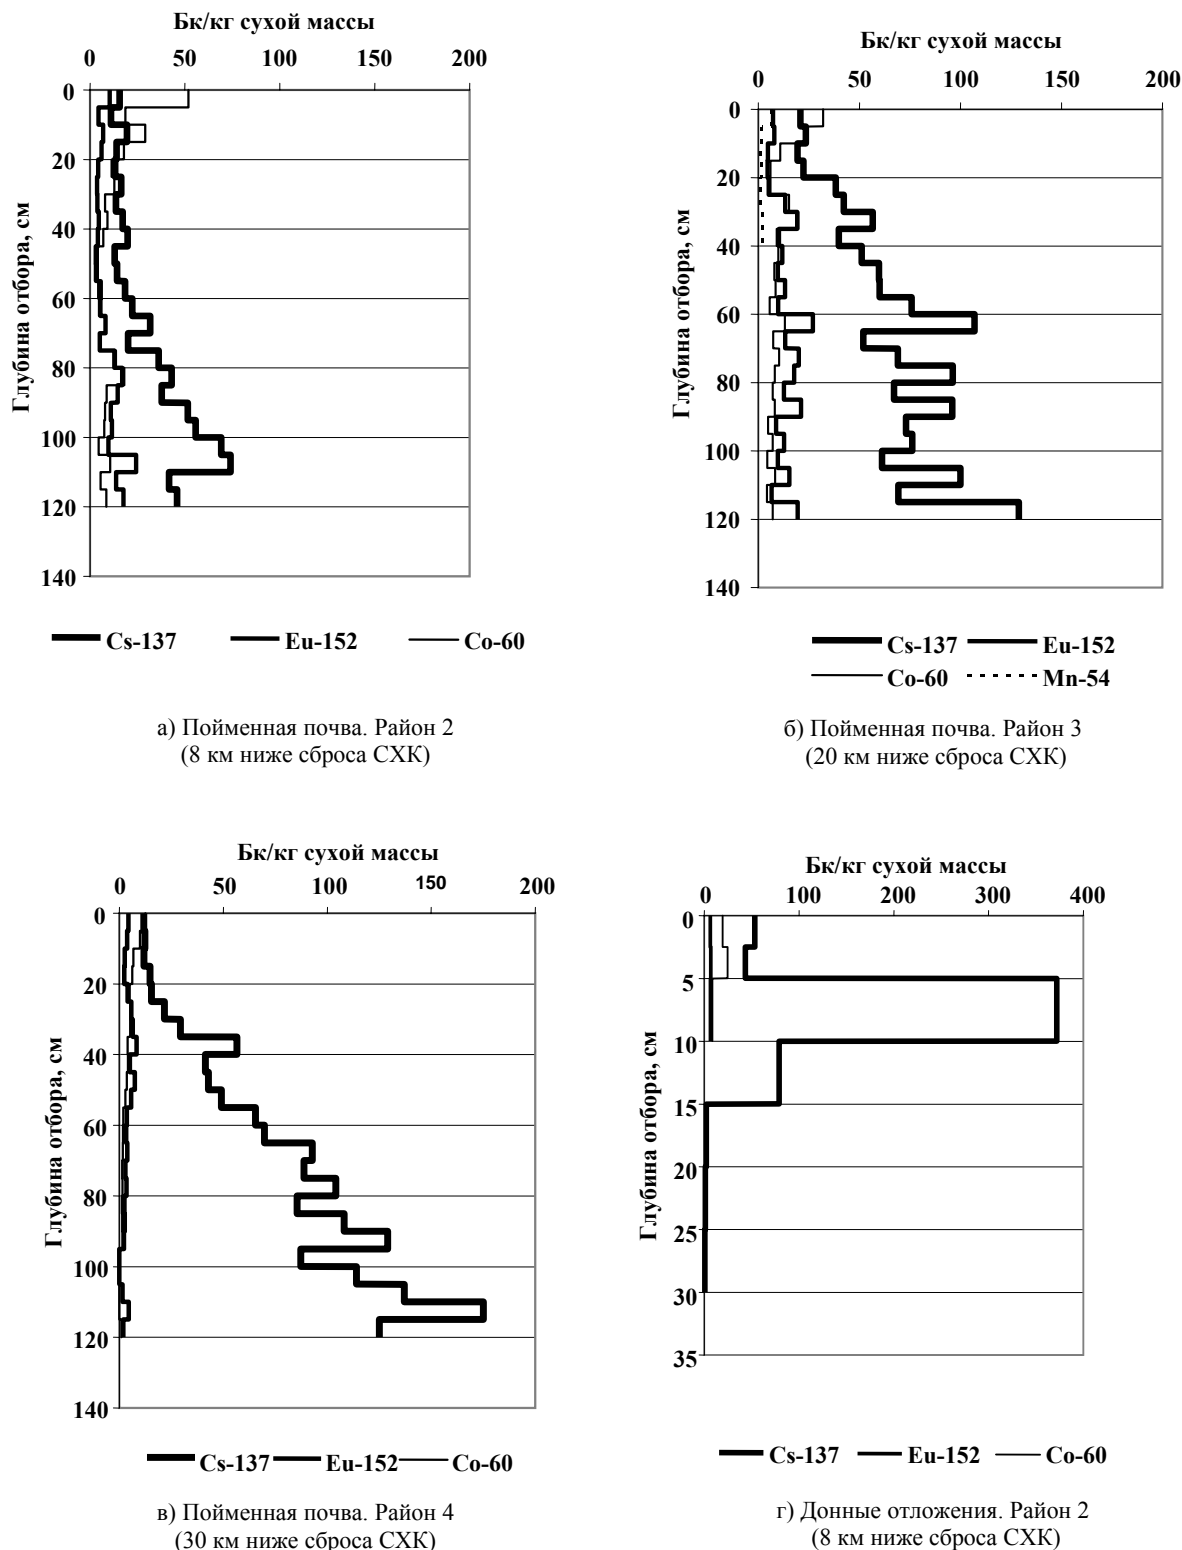 Бк/кг сухой массы
0 50 100 150 200
0
20
40
60
80
100
120
140
Глубина отбора, см
Cs-137 Eu-152 Co-60
а) Пойменная почва. Район 2
(8 км ниже сброса СХК)
Бк/кг сухой массы
0 50 100 150 200
0
20
40
60
80
100
120
140
Глубина отбора, см
Cs-137 Eu-152
Co-60 Mn-54
б) Пойменная почва. Район 3
(20 км ниже сброса СХК)
Бк/кг сухой массы
0 50 100 150 200
0
20
40
60
80
100
120
140
Глубина отбора, см
Cs-137 Eu-152 Co-60
в) Пойменная почва. Район 4
(30 км ниже сброса СХК)
Бк/кг сухой массы
0 100 200 300 400
0
5
10
15
20
25
30
35
Глубина отбора, см
Cs-137 Eu-152 Co-60
г) Донные отложения. Район 2
(8 км ниже сброса СХК)